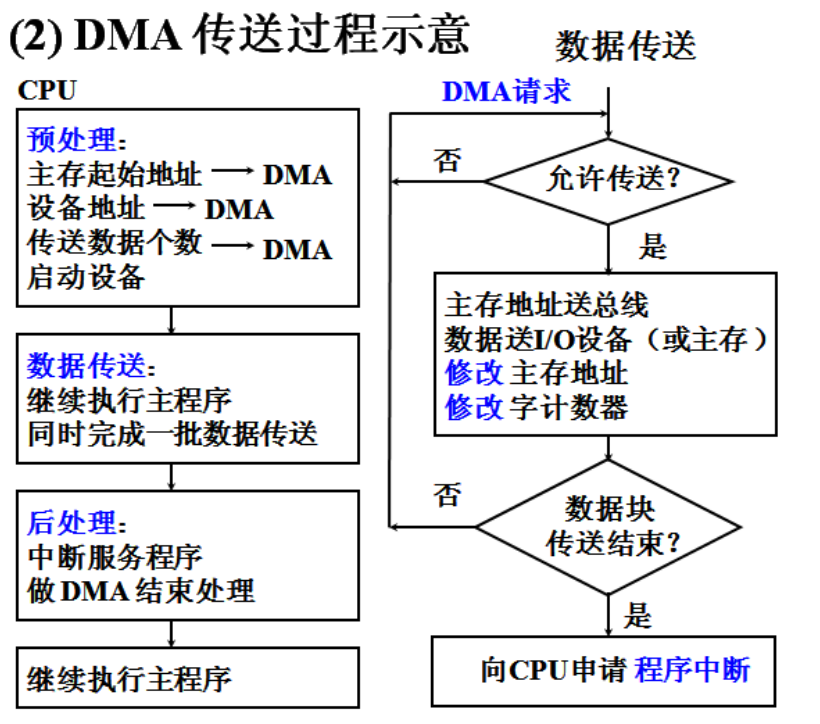 (2) DMA 传送过程示意
CPU
预处理：
主存起始地址 → DMA
设备地址 → DMA
传送数据个数 → DMA
启动设备
数据传送：
继续执行主程序
同时完成一批数据传送
后处理：
中断服务程序
做 DMA 结束处理
继续执行主程序
数据传送
DMA请求
允许传送？
否
是
主存地址送总线
数据送I/O设备（或主存）
修改 主存地址
修改 字计数器
数据块
传送结束？
否
是
向CPU申请 程序中断